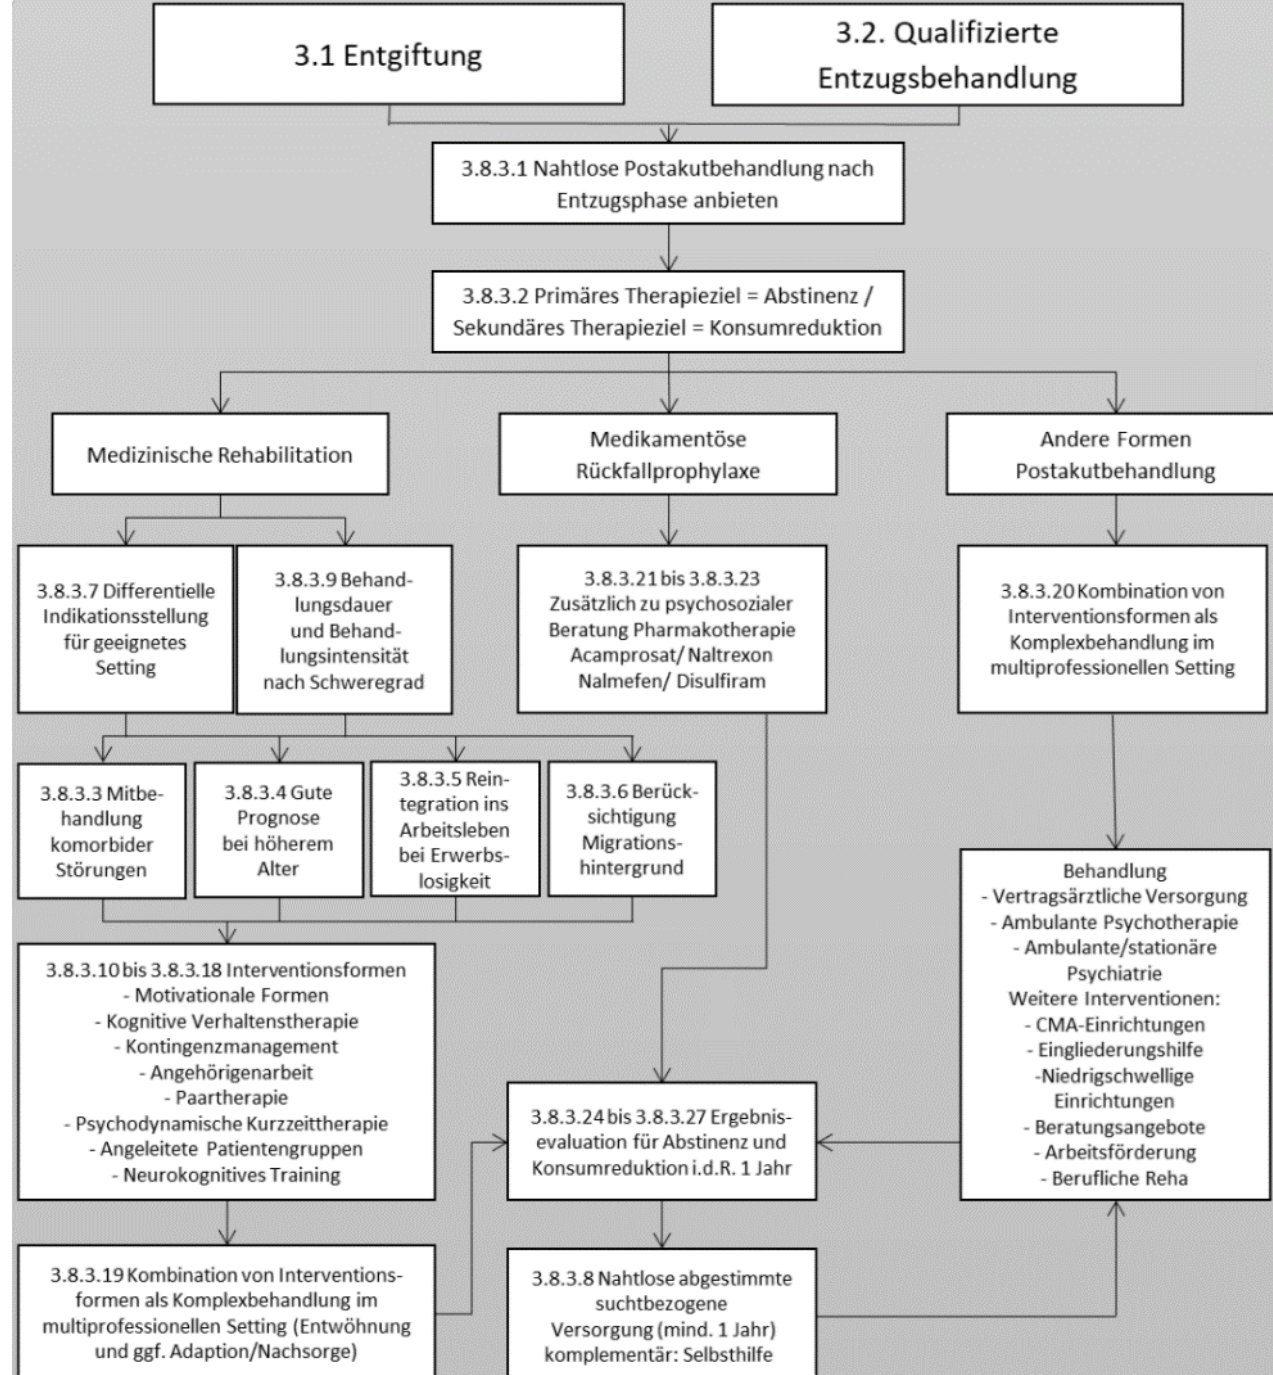 3.1 Entgiftung
3.2. Qualifizierte
Entzugsbehandlung
3.8.3.1 Nahtlose Postakutbehandlung nach
Entzugsphase anbieten
3.8.3.2 Primäres Therapieziel = Abstinenz /
Sekundäres Therapieziel = Konsumreduktion
Medizinische Rehabilitation
Medikamentöse
Rückfallprophylaxe
Andere Formen
Postakutbehandlung
3.8.3.7 Differentielle
Indikationsstellung
für geeignetes
Setting
3.8.3.9 Behand-
lungsdauer
und Behand-
lungsintensität
nach Schweregrad
3.8.3.21 bis 3.8.3.23
Zusätzlich zu psychosozialer
Beratung Pharmakotherapie
Acamprosat/ Naltrexon
Nalmefen/ Disulfiram
3.8.3.20 Kombination von
Interventionsformen als
Komplexbehandlung im
multiprofessionellen Setting
3.8.3.3 Mitbe-
handlung
komorbider
Störungen
3.8.3.4 Gute
Prognose
bei höherem
Alter
3.8.3.5 Rein-
tegration ins
Arbeitsleben
bei Erwerbs-
losigkeit
3.8.3.6 Berück-
sichtigung
Migrations-
hintergrund
3.8.3.10 bis 3.8.3.18 Interventionsformen
- Motivationale Formen
- Kognitive Verhaltenstherapie
- Kontingenzmanagement
- Angehörigenarbeit
- Paartherapie
- Psychodynamische Kurzzeittherapie
- Angeleitete Patientengruppen
- Neurokognitives Training
3.8.3.24 bis 3.8.3.27 Ergebnis-
evaluation für Abstinenz und
Konsumreduktion i.d.R. 1 Jahr
Behandlung
- Vertragsärztliche Versorgung
- Ambulante Psychotherapie
- Ambulante/stationäre
Psychiatrie
Weitere Interventionen:
- CMA-Einrichtungen
- Eingliederungshilfe
-Niedrigschwellige
Einrichtungen
- Beratungsangebote
- Arbeitsförderung
- Berufliche Reha
3.8.3.19 Kombination von Interventions-
formen als Komplexbehandlung im
multiprofessionellen Setting (Entwöhnung
und ggf. Adaption/Nachsorge)
3.8.3.8 Nahtlose abgestimmte
suchtbezogene
Versorgung (mind. 1 Jahr)
komplementär: Selbsthilfe